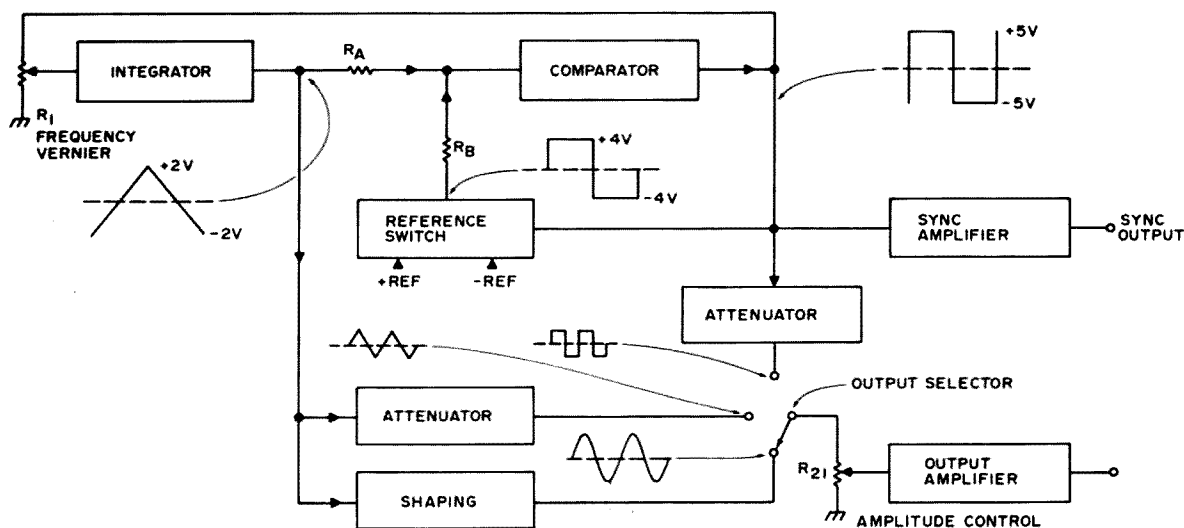 INTEGRATOR
RA
COMPARATOR
+5V
-5V
R1
FREQUENCY
VERNIER
+2V
-2V
RB
+4V
-4V
REFERENCE
SWITCH
+REF
-REF
SYNC
AMPLIFIER
SYNC
OUTPUT
ATTENUATOR
OUTPUT SELECTOR
ATTENUATOR
SHAPING
R21
OUTPUT
AMPLIFIER
AMPLITUDE CONTROL